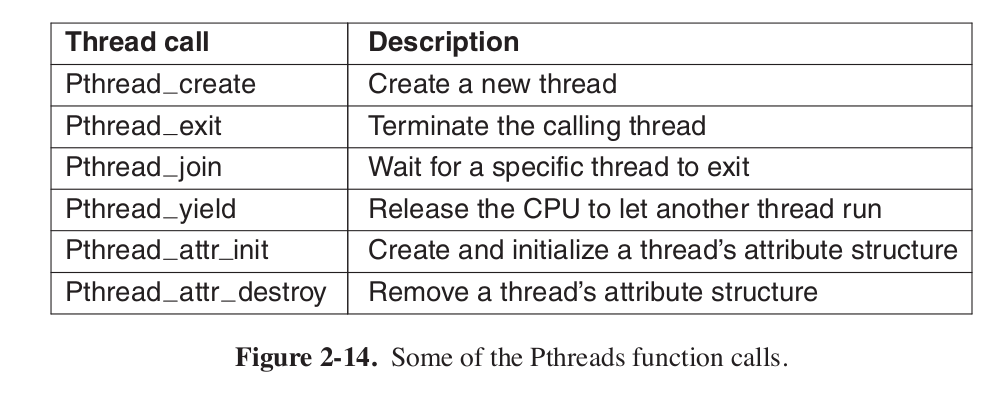 Thread call Description
Pthread_create Create a new thread
Pthread_exit Terminate the calling thread
Pthread_join Wait for a specific thread to exit
Pthread_yield Release the CPU to let another thread run
Pthread_attr_init Create and initialize a thread’s attribute structure
Pthread_attr_destroy Remove a thread’s attribute structure
Figure 2-14. Some of the Pthreads function calls.